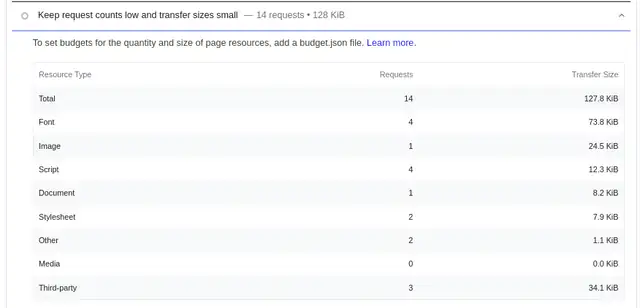 Keep request counts low and transfer sizes small — 14 requests • 128 KiB
To set budgets for the quantity and size of page resources, add a budget.json file. Learn more.
Resource Type Requests Transfer Size
Total 14 127.8 KiB
Font 4 73.8 KiB
Image 1 24.5 KiB
Script 4 12.3 KiB
Document 1 8.2 KiB
Stylesheet 2 7.9 KiB
Other 2 1.1 KiB
Media 0 0.0 KiB
Third-party 3 34.1 KiB